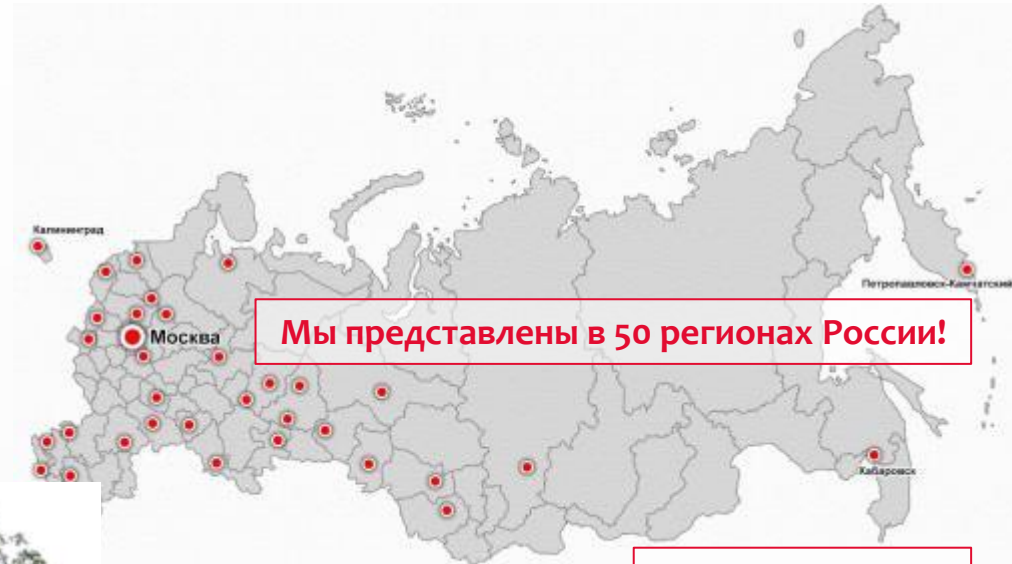 Калининград
Петропавловск-Камчатский
Мы представлены в 50 регионах России!
Москва
Хабаровск